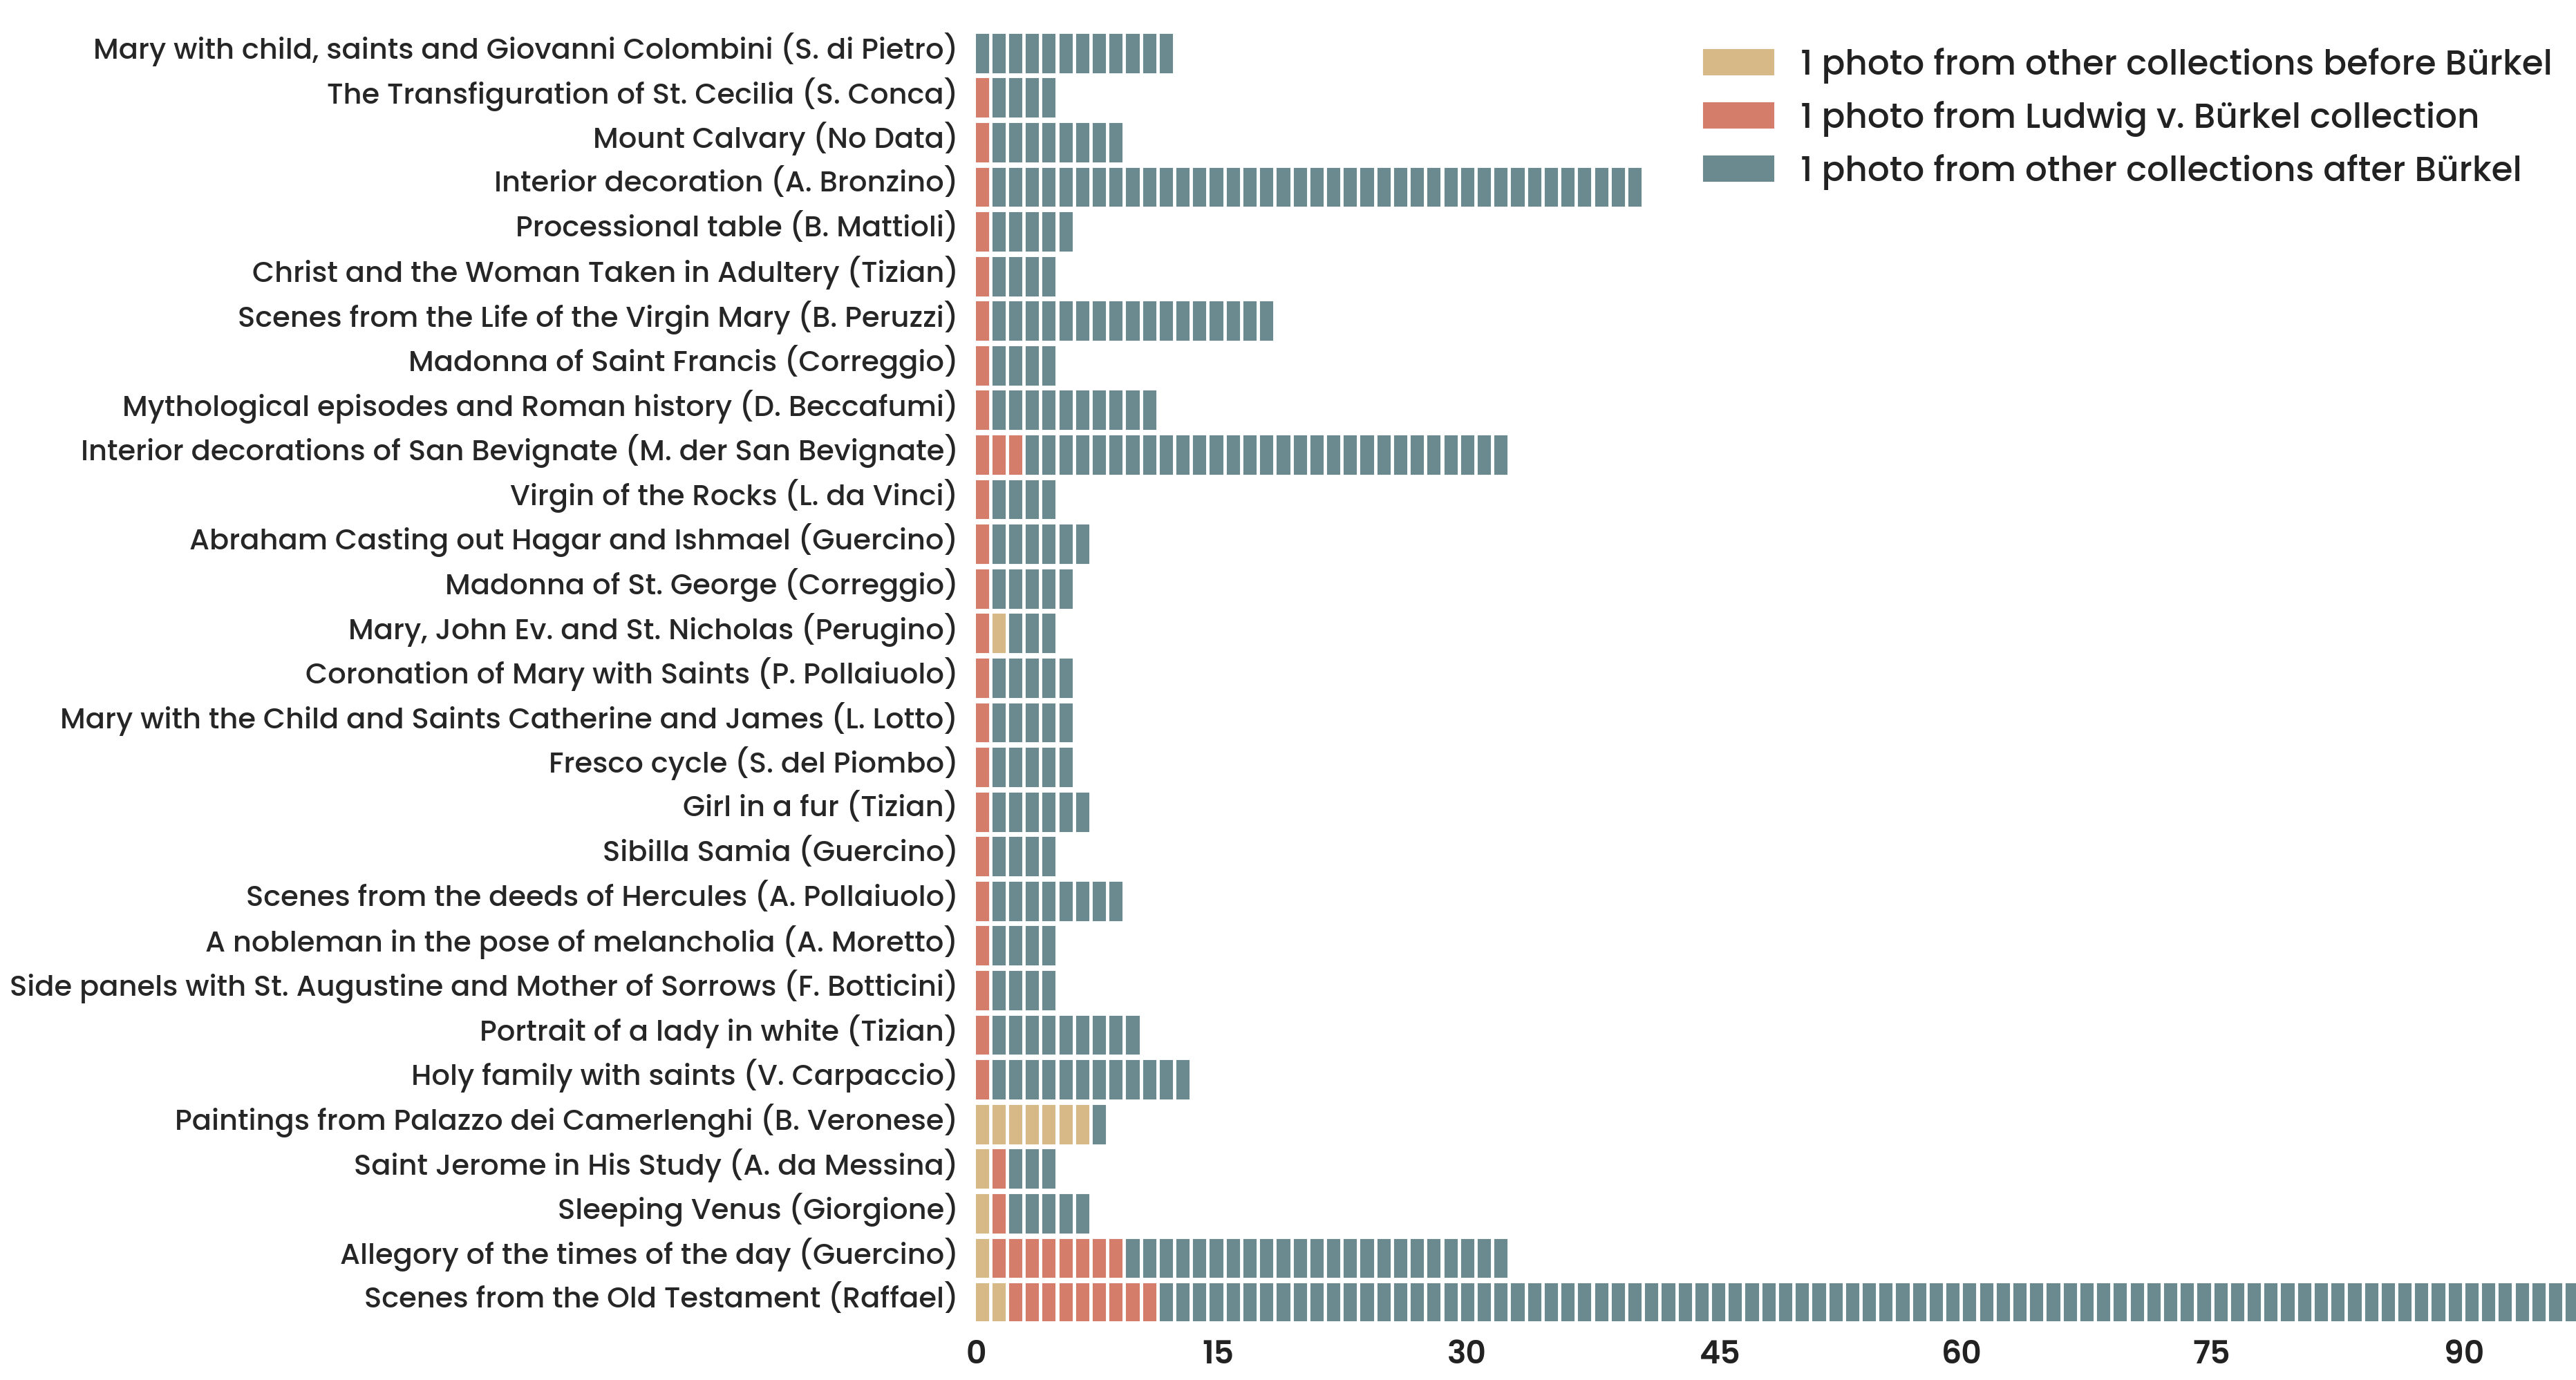 Mary with child, saints and Giovanni Colombini (S. di Pietro)
The Transfiguration of St. Cecilia (S. Conca)
Mount Calvary (No Data)
Interior decoration (A. Bronzino)
Processional table (B. Mattioli)
Christ and the Woman Taken in Adultery (Tizian)
Scenes from the Life of the Virgin Mary (B. Peruzzi)
Madonna of Saint Francis (Correggio)
Mythological episodes and Roman history (D. Beccafumi)
Interior decorations of San Bevignate (M. der San Bevignate)
Virgin of the Rocks (L. da Vinci)
Abraham Casting out Hagar and Ishmael (Guercino)
Madonna of St. George (Correggio)
Mary, John Ev. and St. Nicholas (Perugino)
Coronation of Mary with Saints (P. Pollaiuolo)
Mary with the Child and Saints Catherine and James (L. Lotto)
Fresco cycle (S. del Piombo)
Girl in a fur (Tizian)
Sibilla Samia (Guercino)
Scenes from the deeds of Hercules (A. Pollaiuolo)
A nobleman in the pose of melancholia (A. Moretto)
Side panels with St. Augustine and Mother of Sorrows (F. Botticini)
Portrait of a lady in white (Tizian)
Holy family with saints (V. Carpaccio)
Paintings from Palazzo dei Camerlenghi (B. Veronese)
Saint Jerome in His Study (A. da Messina)
Sleeping Venus (Giorgione)
Allegory of the times of the day (Guercino)
Scenes from the Old Testament (Raffael)
0 15 30 45 60 75 90
1 photo from other collections before Bürkel
1 photo from Ludwig v. Bürkel collection
1 photo from other collections after Bürkel